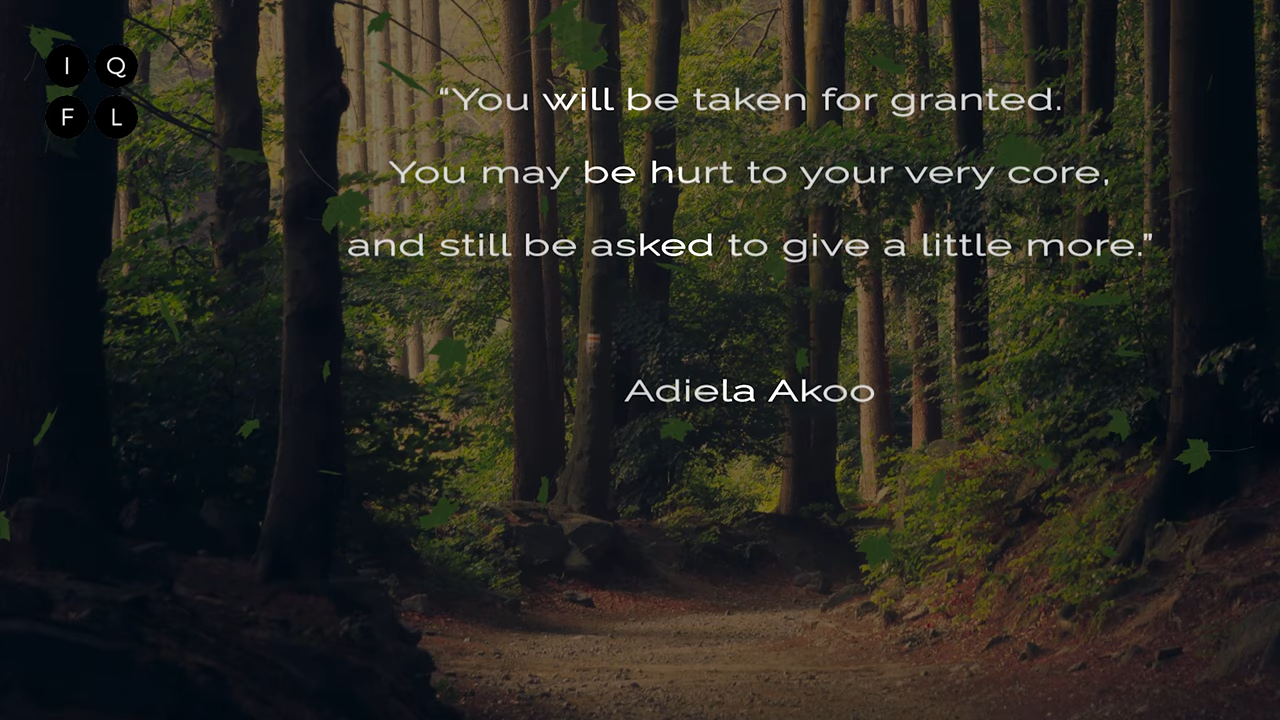 I Q
F L
“You will be taken for granted.
You may be hurt to your very core,
and still be asked to give a little more.”
Adiela Akoo